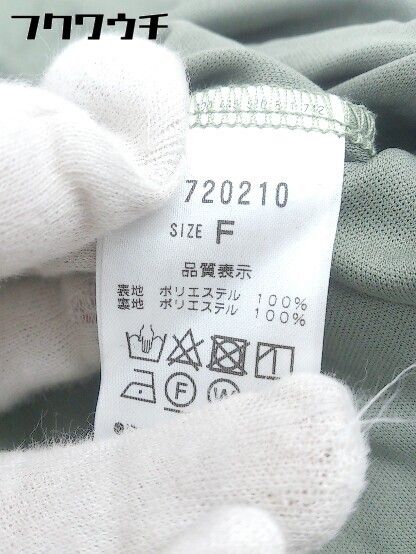 フクワウチ
720210
SIZE F
品質表示
表地 ポリエステル 100%
裏地 ポリエステル 100%
F W